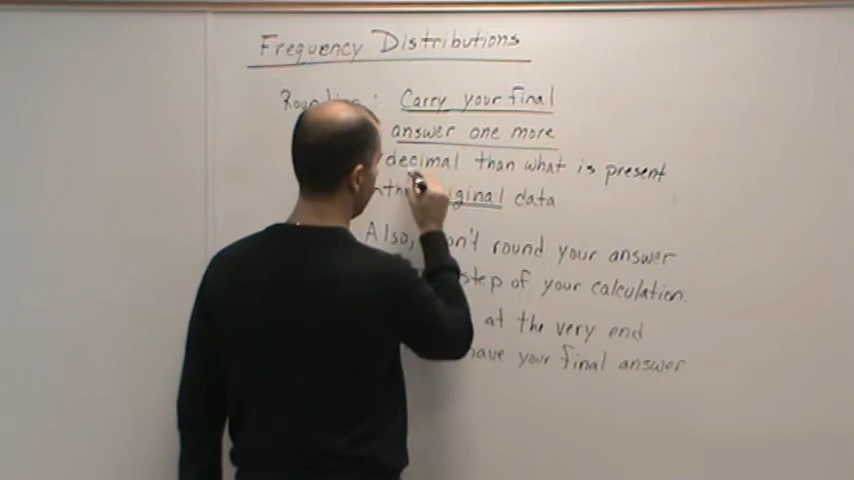 Frequency Distributions
Carry your final
answer one more
decimal than what is present
data
Also, your answer
round
step of your calculation.
at the very end
your final answer